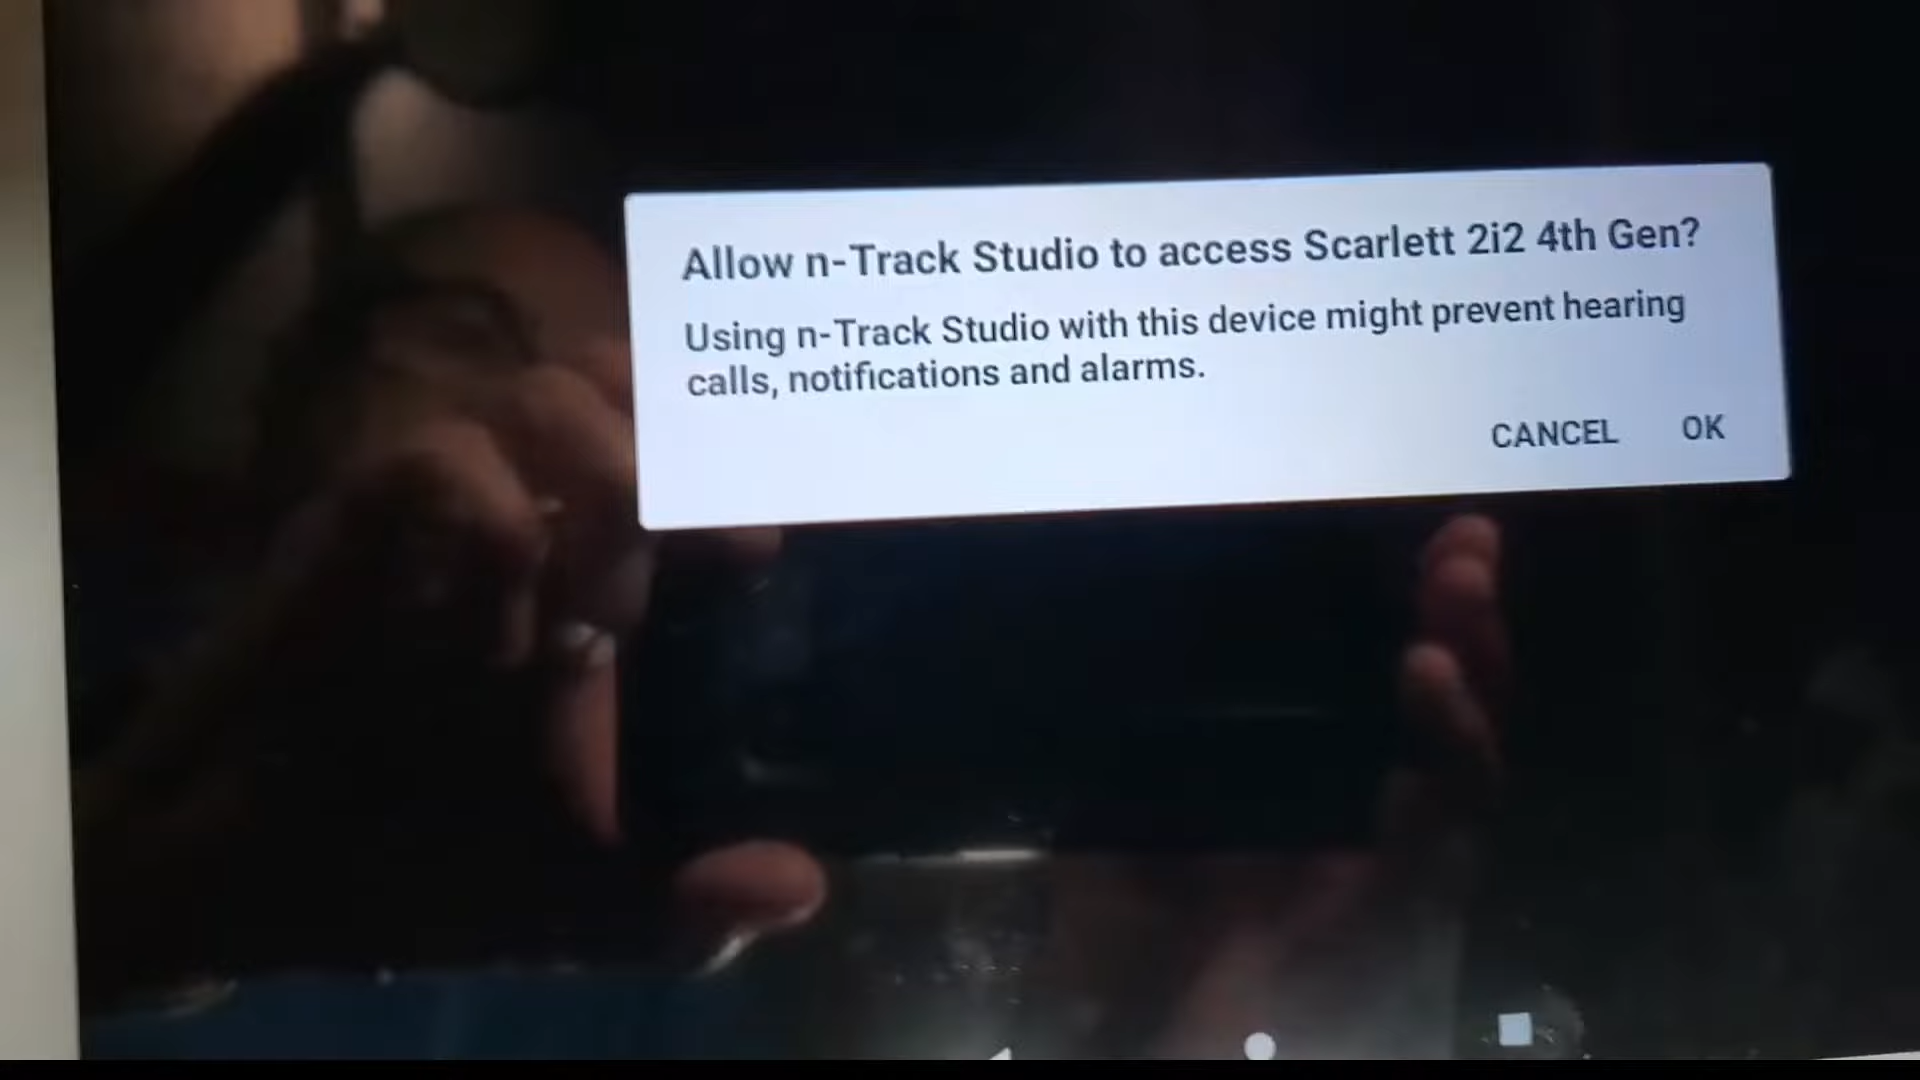 Allow n-Track Studio to access Scarlett 2i2 4th Gen?
Using n-Track Studio with this device might prevent hearing
calls, notifications and alarms.
CANCEL OK